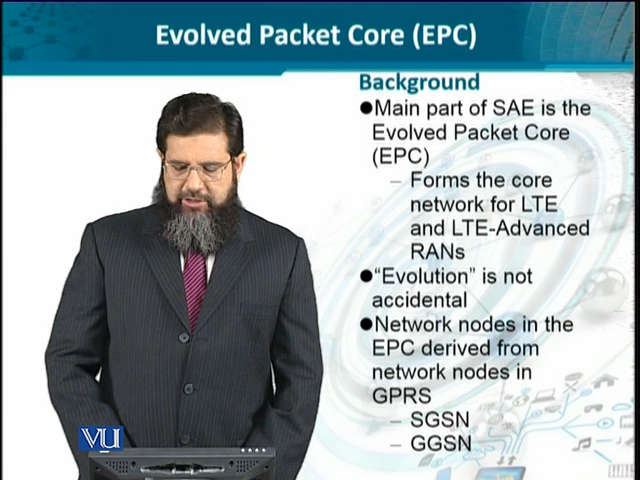 Evolved Packet Core (EPC)
Background
●Main part of SAE is the
Evolved Packet Core
(EPC)
– Forms the core
network for LTE
and LTE-Advanced
RANs
●“Evolution” is not
accidental
●Network nodes in the
EPC derived from
network nodes in
GPRS
– SGSN
– GGSN
VU